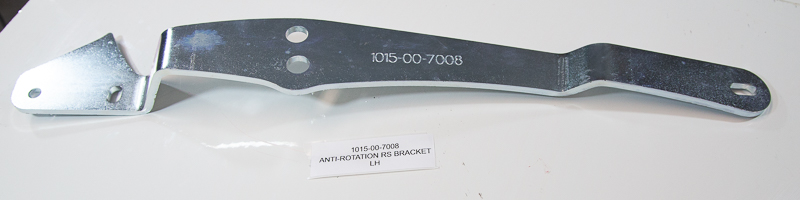 1015-00-7008
1015-00-7008
ANTI-ROTATION RS BRACKET
LH